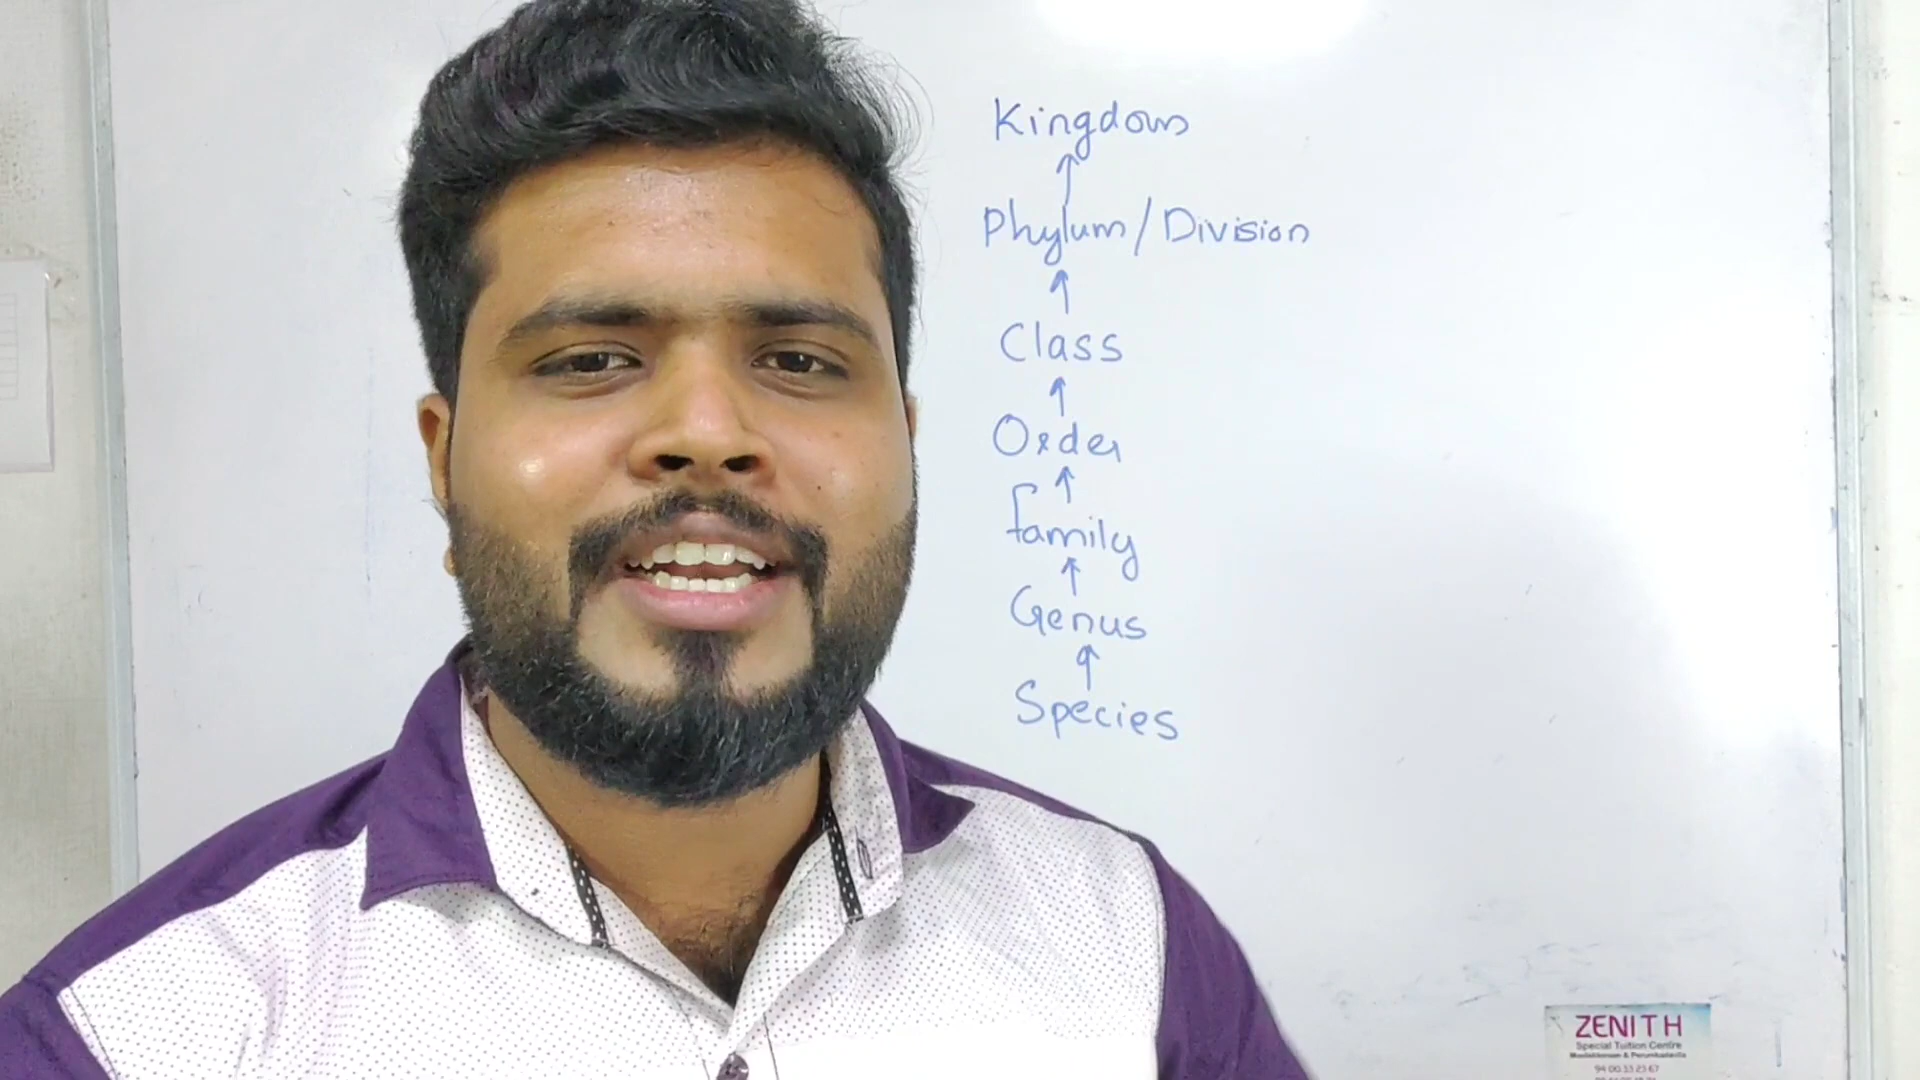 Kingdom
Phylum/Division
Class
Order
family
Genus
Species
ZENITH
Special Tuition Centre